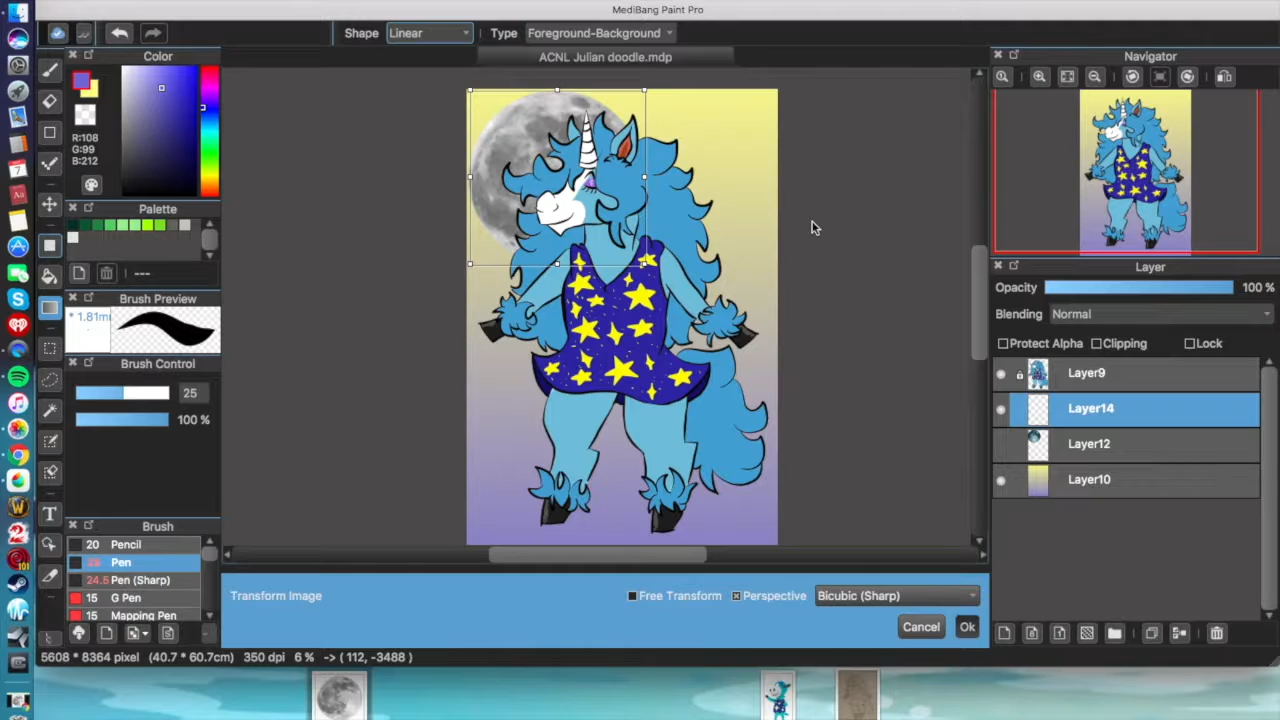 MediBang Paint Pro
Shape Linear Type Foreground-Background
ACNL Julian doodle.mdp
Color
R:108
G:99
B:212
Palette
---
Brush Preview
* 1.81m
Brush Control
25
100 %
Brush
20 Pencil
25 Pen
24.5 Pen (Sharp)
15 G Pen
15 Mapping Pen
Navigator
Layer
Opacity 100 %
Blending Normal
Protect Alpha Clipping Lock
Layer9
Layer14
Layer12
Layer10
Transform Image Free Transform Perspective Bicubic (Sharp)
Cancel Ok
5608 * 8364 pixel (40.7 * 60.7cm) 350 dpi 6 % -> ( 112, -3488 )